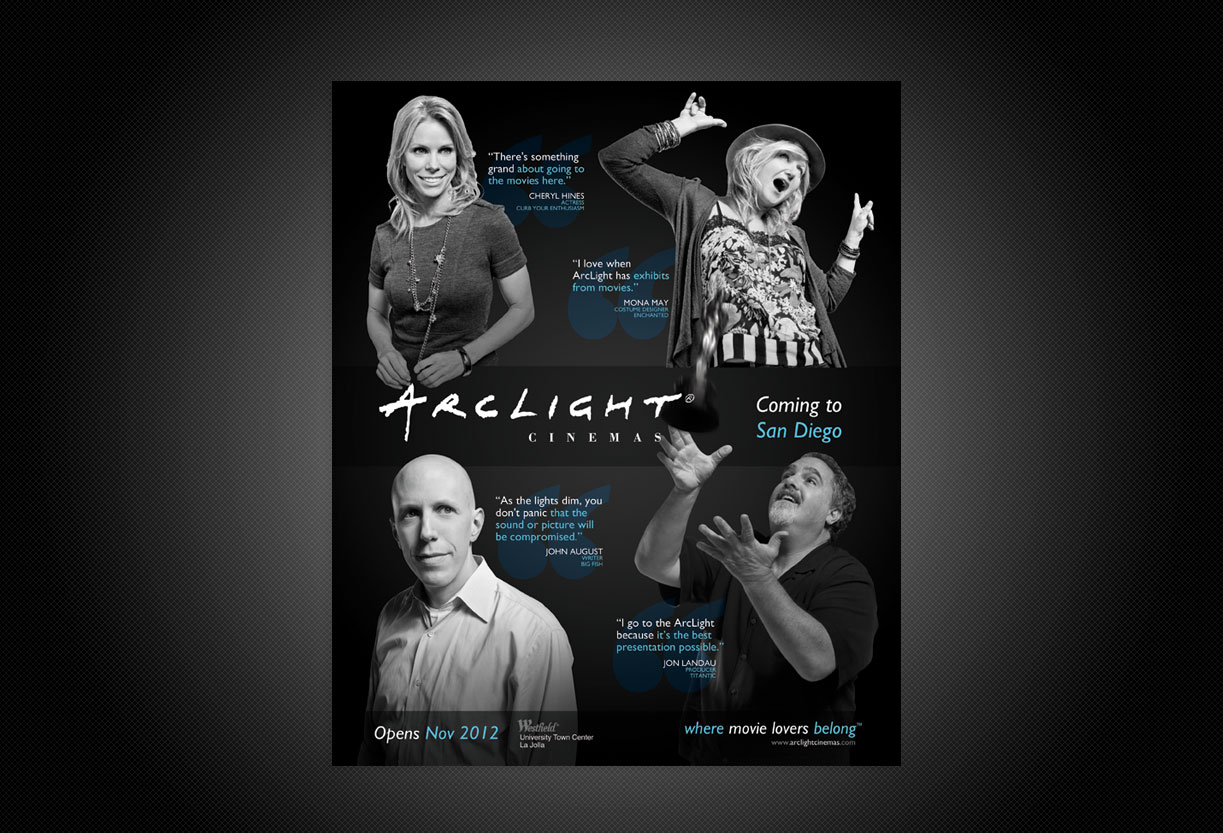 “There's something
grand about going to
the movies here.”
CHERYL HINES
ACTRESS
CURB YOUR ENTHUSIASM
“I love when
ArcLight has exhibits
from movies.”
MONA MAY
COSTUME DESIGNER
ENCHANTED
ARCLIGHT®
CINEMAS
Coming to
San Diego
“As the lights dim, you
don't panic that the
sound or picture will
be compromised.”
JOHN AUGUST
WRITER
BIG FISH
“I go to the ArcLight
because it's the best
presentation possible.”
JON LANDAU
PRODUCER
TITANTIC
Opens Nov 2012
Westfield
University Town Center
La Jolla
where movie lovers belong™
www.arclightcinemas.com